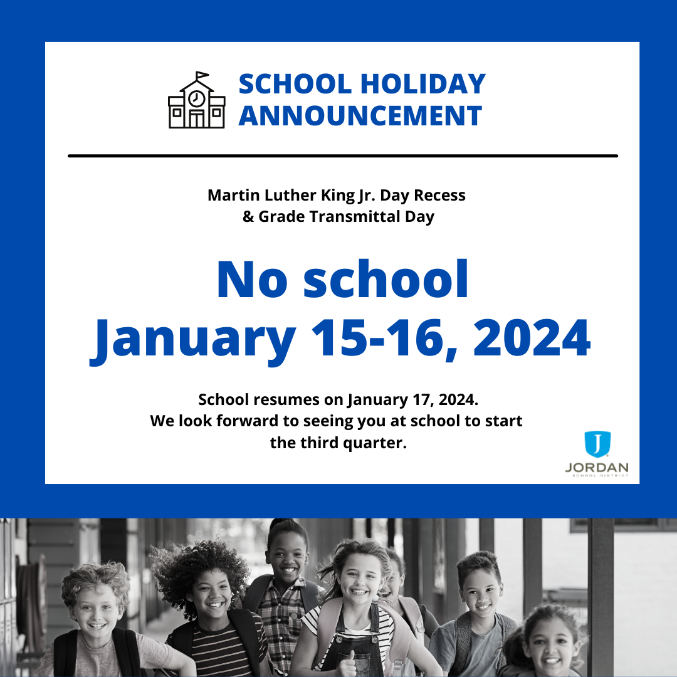 SCHOOL HOLIDAY
ANNOUNCEMENT
Martin Luther King Jr. Day Recess
& Grade Transmittal Day
No school
January 15-16, 2024
School resumes on January 17, 2024.
We look forward to seeing you at school to start
the third quarter.
J
JORDAN
SCHOOL DISTRICT